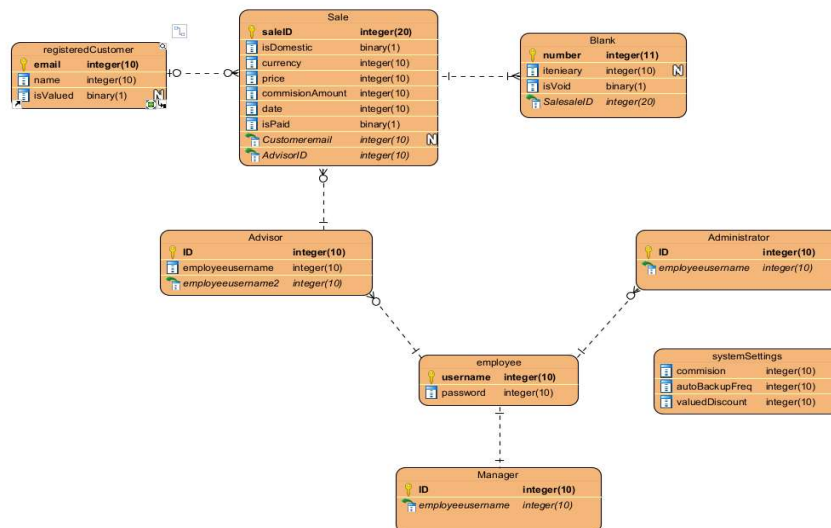 Sale
saleID integer(20)
isDomestic binary(1)
currency integer(10)
price integer(10)
commisionAmount integer(10)
date integer(10)
isPaid binary(1)
Customeremail integer(10) N
AdvisorID integer(10)
registeredCustomer
email integer(10)
name integer(10)
isValued binary(1) N
Blank
number integer(11)
itenieary integer(10) N
isVoid binary(1)
SalesaleID integer(20)
Advisor
ID integer(10)
employeeusername integer(10)
employeeusername2 integer(10)
Administrator
ID integer(10)
employeeusername integer(10)
employee
username integer(10)
password integer(10)
systemSettings
commision integer(10)
autoBackupFreq integer(10)
valuedDiscount integer(10)
Manager
ID integer(10)
employeeusername integer(10)